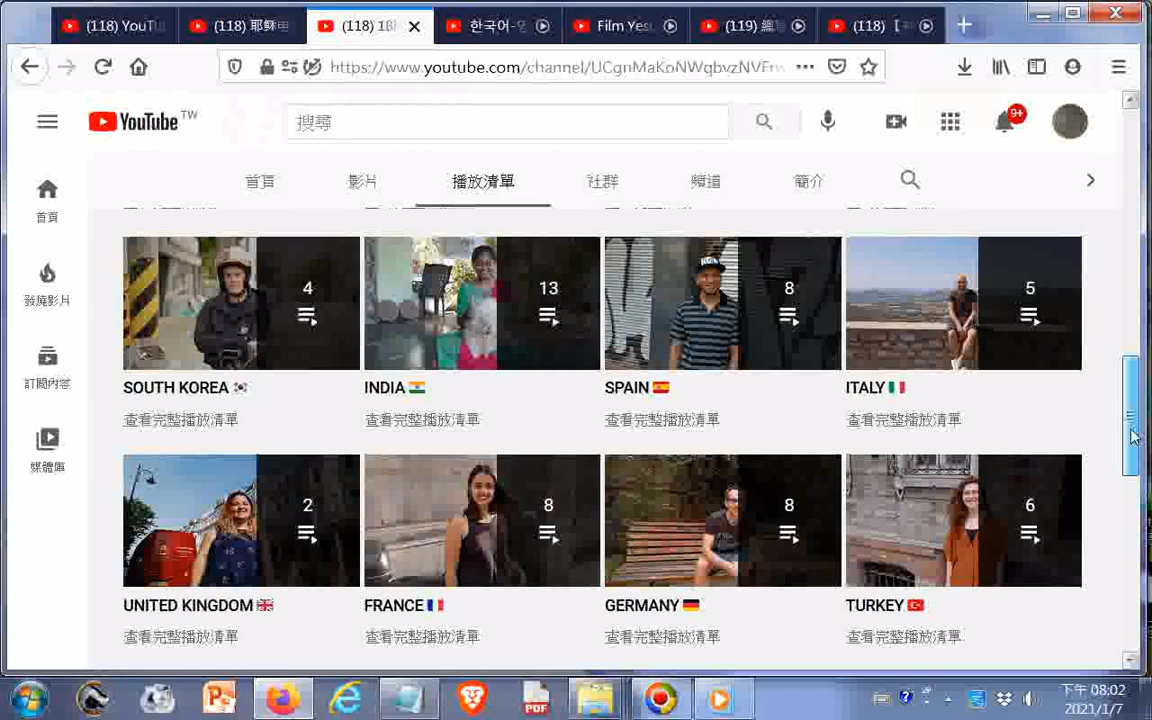 (118) YouTu
(118) 耶穌
(118) 1
한국어
Film Yes
(119)
(118)
https://www.youtube.com/channel/UCgnMaKoNWqbvzNVFrw
YouTube TW
搜尋
9+
首頁
影片
播放清單
社群
頻道
簡介
首頁
發燒影片
訂閱內容
媒體庫
4
13
8
5
SOUTH KOREA 🇰🇷
INDIA 🇮🇳
SPAIN 🇪🇸
ITALY 🇮🇹
查看完整播放清單
查看完整播放清單
查看完整播放清單
查看完整播放清單
2
8
8
6
UNITED KINGDOM 🇬🇧
FRANCE 🇫🇷
GERMANY 🇩🇪
TURKEY 🇹🇷
查看完整播放清單
查看完整播放清單
查看完整播放清單
查看完整播放清單
PDF
下午 08:02
2021/1/7